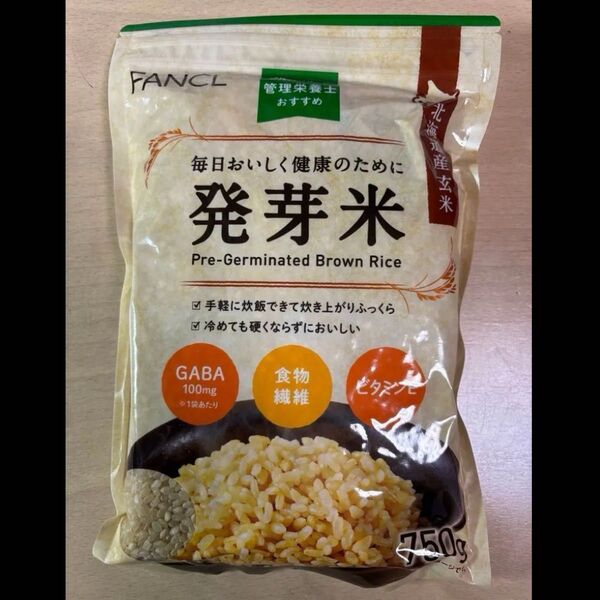 FANCL
管理栄養士
おすすめ
北海道産玄米
毎日おいしく健康のために
発芽米
Pre-Germinated Brown Rice
手軽に炊飯できて炊き上がりふっくら
冷めても硬くならずにおいしい
GABA
100mg
※1袋あたり
食物
繊維
ビタミンE
750g